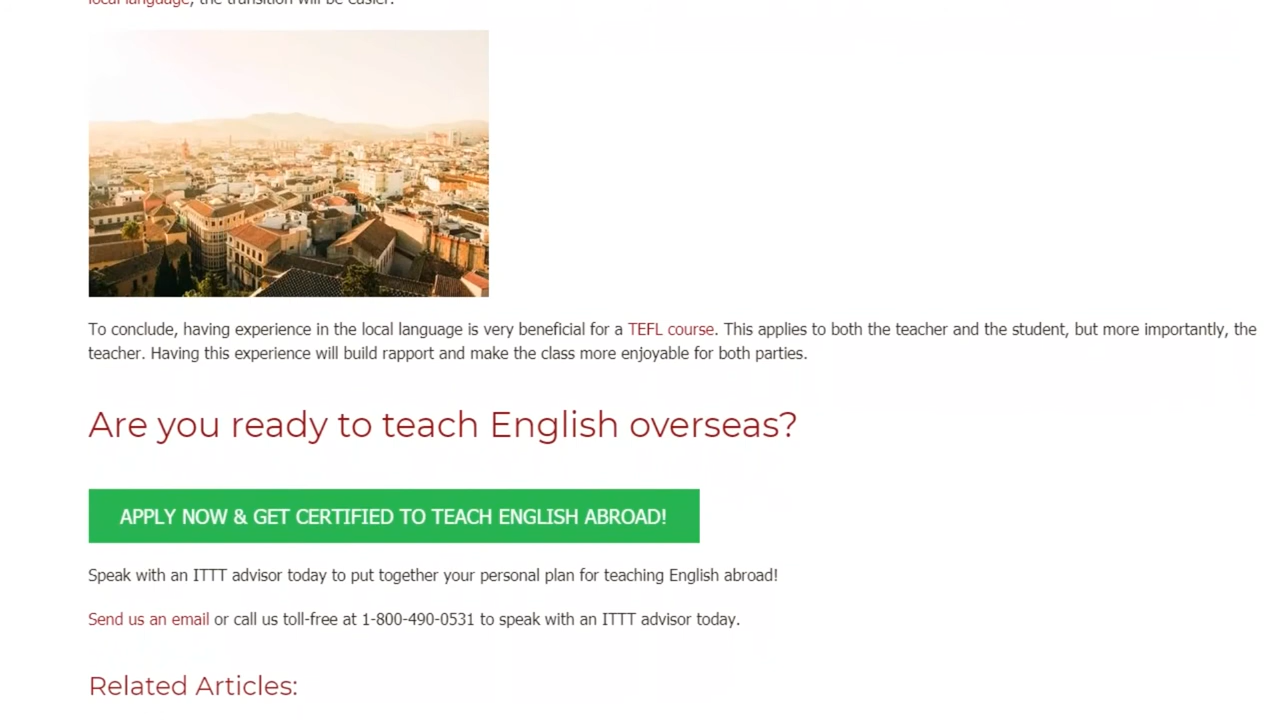 local language, the transition will be easier.
To conclude, having experience in the local language is very beneficial for a TEFL course. This applies to both the teacher and the student, but more importantly, the
teacher. Having this experience will build rapport and make the class more enjoyable for both parties.
Are you ready to teach English overseas?
APPLY NOW & GET CERTIFIED TO TEACH ENGLISH ABROAD!
Speak with an ITTT advisor today to put together your personal plan for teaching English abroad!
Send us an email or call us toll-free at 1-800-490-0531 to speak with an ITTT advisor today.
Related Articles: